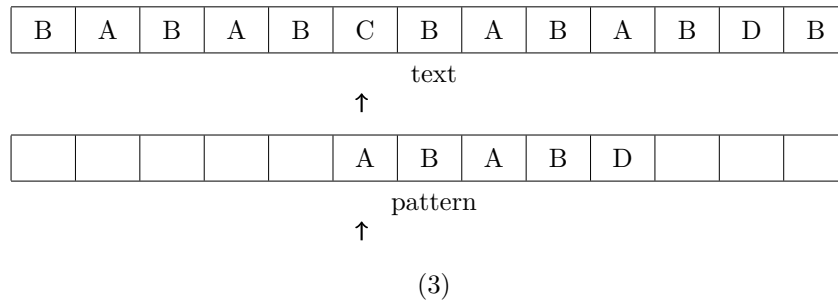 B A B A B C B A B A B D B
text
↑
A B A B D
pattern
↑
(3)